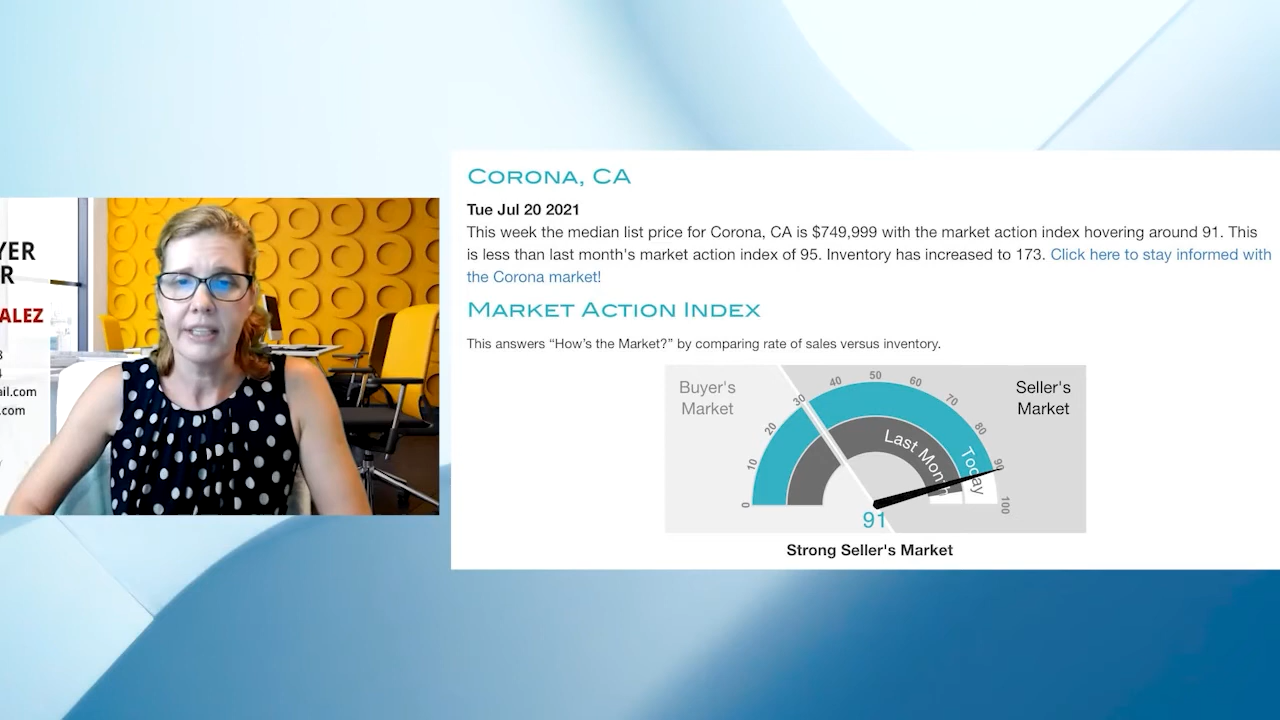 YER
R
ALEZ
3
4
ail.com
.com
CORONA, CA
Tue Jul 20 2021
This week the median list price for Corona, CA is $749,999 with the market action index hovering around 91. This
is less than last month's market action index of 95. Inventory has increased to 173. Click here to stay informed with
the Corona market!
MARKET ACTION INDEX
This answers “How’s the Market?” by comparing rate of sales versus inventory.
Buyer's
Market
Seller's
Market
0
10
20
30
40
50
60
70
80
90
100
Last Month
Today
91
Strong Seller's Market